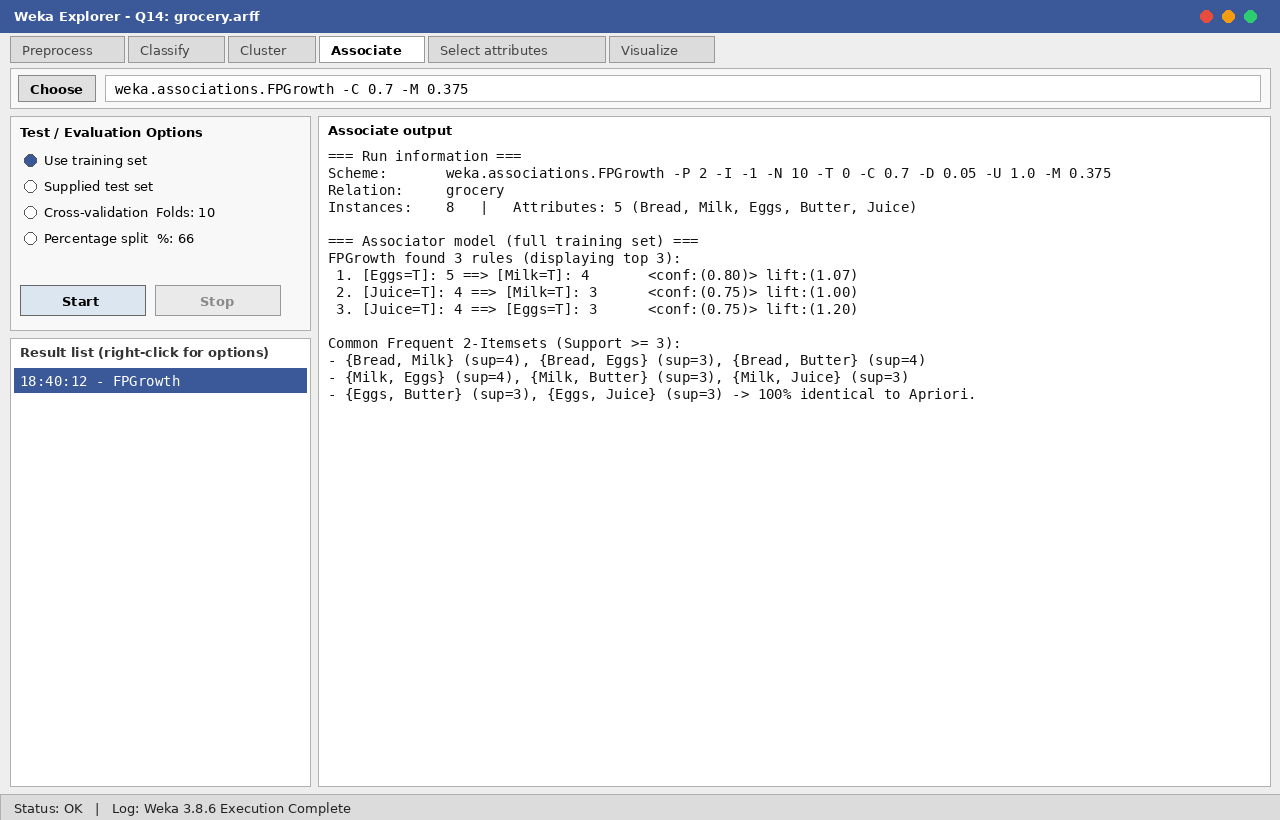 Weka Explorer - Q14: grocery.arff
Preprocess Classify Cluster Associate Select attributes Visualize
Choose weka.associations.FPGrowth -C 0.7 -M 0.375
Test / Evaluation Options
Use training set
Supplied test set
Cross-validation Folds: 10
Percentage split %: 66
Start Stop
Result list (right-click for options)
18:40:12 - FPGrowth
Associate output
=== Run information ===
Scheme: weka.associations.FPGrowth -P 2 -I -1 -N 10 -T 0 -C 0.7 -D 0.05 -U 1.0 -M 0.375
Relation: grocery
Instances: 8 | Attributes: 5 (Bread, Milk, Eggs, Butter, Juice)
=== Associator model (full training set) ===
FPGrowth found 3 rules (displaying top 3):
1. [Eggs=T]: 5 ==> [Milk=T]: 4 <conf:(0.80)> lift:(1.07)
2. [Juice=T]: 4 ==> [Milk=T]: 3 <conf:(0.75)> lift:(1.00)
3. [Juice=T]: 4 ==> [Eggs=T]: 3 <conf:(0.75)> lift:(1.20)
Common Frequent 2-Itemsets (Support >= 3):
- {Bread, Milk} (sup=4), {Bread, Eggs} (sup=3), {Bread, Butter} (sup=4)
- {Milk, Eggs} (sup=4), {Milk, Butter} (sup=3), {Milk, Juice} (sup=3)
- {Eggs, Butter} (sup=3), {Eggs, Juice} (sup=3) -> 100% identical to Apriori.
Status: OK | Log: Weka 3.8.6 Execution Complete